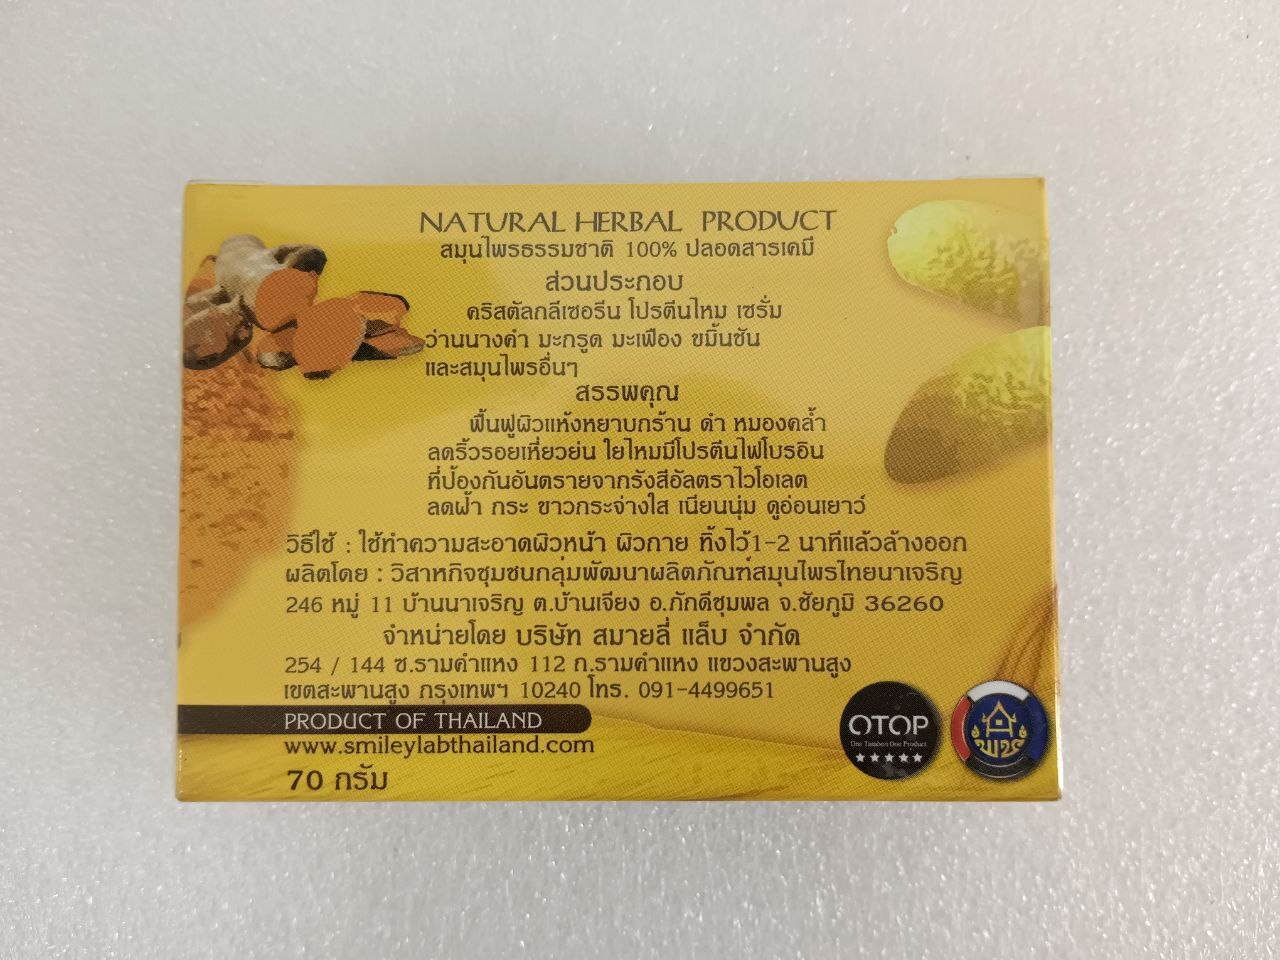 NATURAL HERBAL PRODUCT
สมุนไพรธรรมชาติ 100% ปลอดสารเคมี
ส่วนประกอบ
คริสตัลกลีเซอรีน โปรตีนไหม เซรั่ม
ว่านนางคำ มะกรูด มะเฟือง ขมิ้นชัน
และสมุนไพรอื่นๆ
สรรพคุณ
ฟื้นฟูผิวแห้งหยาบกร้าน ดำ หมองคล้ำ
ลดริ้วรอยเหี่ยวย่น ใยไหมมีโปรตีนไฟโบรอิน
ที่ป้องกันอันตรายจากรังสีอัลตราไวโอเลต
ลดฝ้า กระ ขาวกระจ่างใส เนียนนุ่ม ดูอ่อนเยาว์
วิธีใช้ : ใช้ทำความสะอาดผิวหน้า ผิวกาย ทิ้งไว้1-2 นาทีแล้วล้างออก
ผลิตโดย : วิสาหกิจชุมชนกลุ่มพัฒนาผลิตภัณฑ์สมุนไพรไทยนาเจริญ
246 หมู่ 11 บ้านนาเจริญ ต.บ้านเจียง อ.ภักดีชุมพล จ.ชัยภูมิ 36260
จำหน่ายโดย บริษัท สมายลี่ แล็บ จำกัด
254 / 144 ซ.รามคำแหง 112 ถ.รามคำแหง แขวงสะพานสูง
เขตสะพานสูง กรุงเทพฯ 10240 โทร. 091-4499651
PRODUCT OF THAILAND
www.smileylabthailand.com
70 กรัม
OTOP
One Tambon One Product
พช